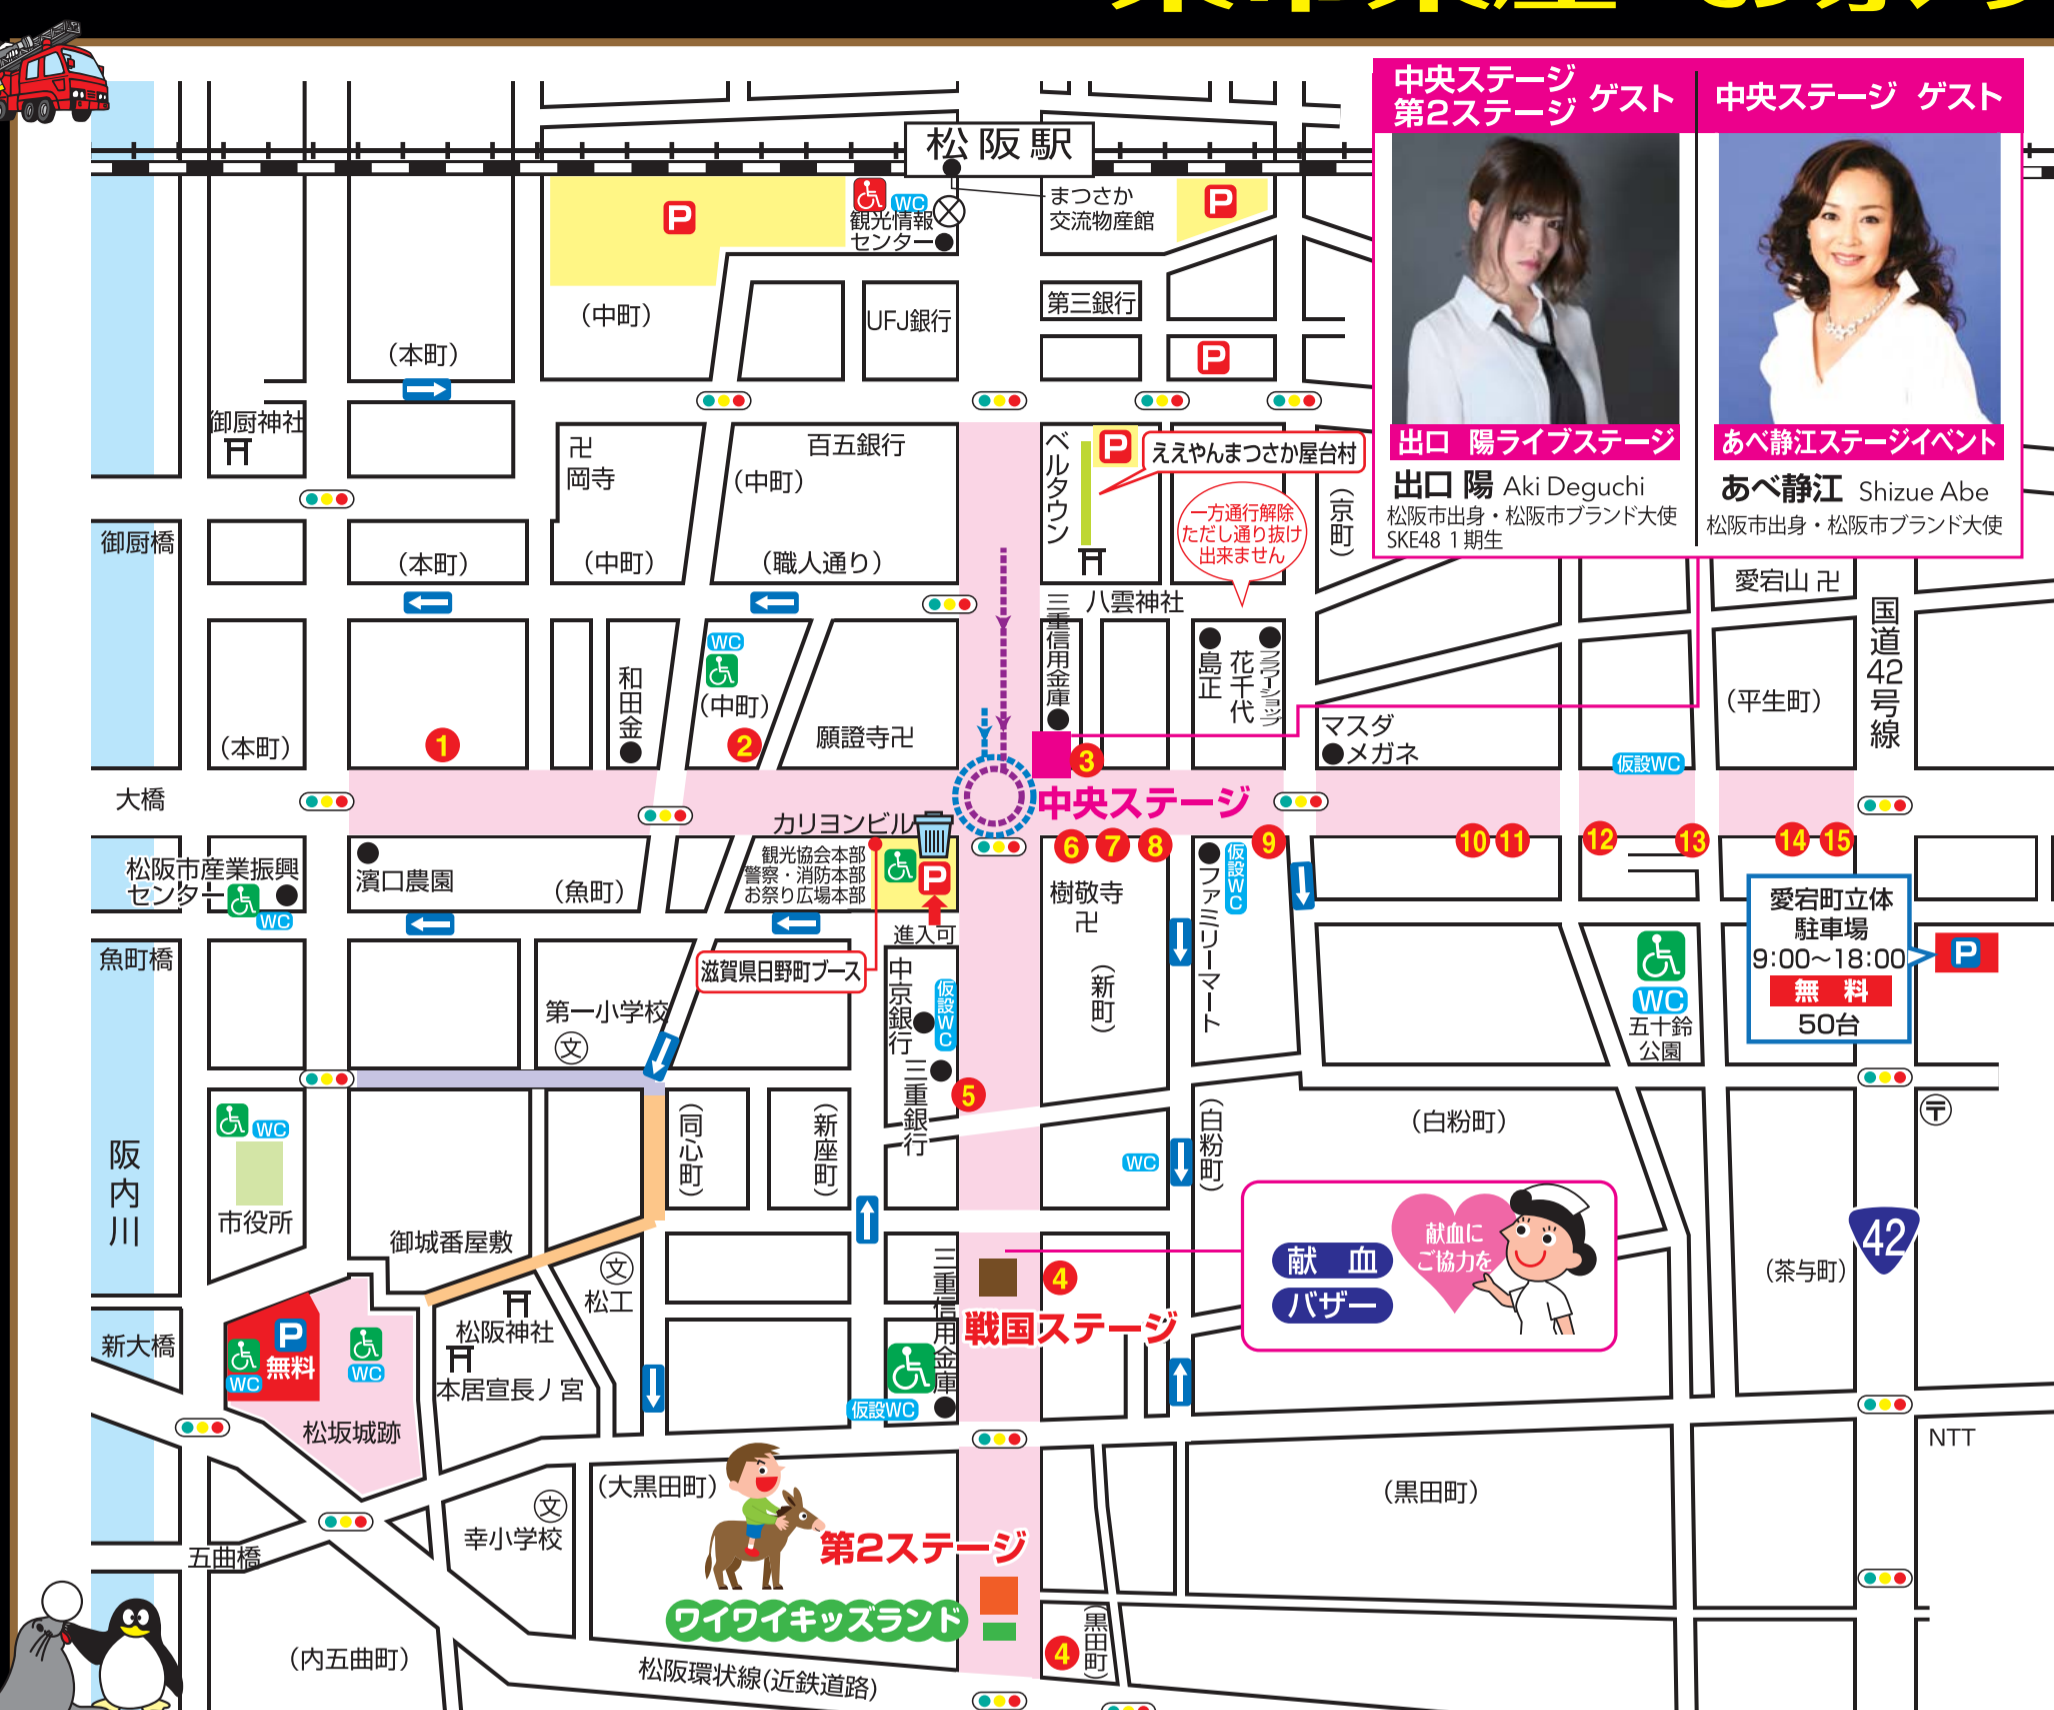 中央ステージ
第2ステージ ゲスト
中央ステージ ゲスト
出口 陽ライブステージ
出口 陽 Aki Deguchi
松阪市出身・松阪市ブランド大使
SKE48 1期生
あべ静江ステージイベント
あべ静江 Shizue Abe
松阪市出身・松阪市ブランド大使
松阪駅
P
WC
観光情報
センター
まつさか
交流物産館
P
(中町)
UFJ銀行
第三銀行
P
(本町)
御厨神社
卍
岡寺
百五銀行
(中町)
ベルタウン
P
ええやんまつさか屋台村
一方通行解除
ただし通り抜け
出来ません
(京町)
御厨橋
(本町)
(中町)
(職人通り)
八雲神社
愛宕山 卍
国道42号線
WC
和田金
(中町)
願證寺卍
三重信用金庫
島正
花千代
フラワーショップ
マスダ
メガネ
(平生町)
(本町)
1
2
3
仮設WC
大橋
中央ステージ
カリヨンビル
観光協会本部
警察・消防本部
お祭り広場本部
P
進入可
6
7
8
9
10
11
12
13
14
15
松阪市産業振興
センター
WC
濱口農園
(魚町)
樹敬寺
卍
ファミリーマート
仮設WC
愛宕町立体
駐車場
9:00〜18:00
無 料
50台
P
魚町橋
滋賀県日野町ブース
中京銀行
仮設WC
(新町)
WC
五十鈴
公園
第一小学校
文
三重銀行
5
WC
市役所
阪内川
(同心町)
(新座町)
WC
(白粉町)
(白粉町)
〒
御城番屋敷
文
松工
三重信用金庫
4
戦国ステージ
献 血
バザー
献血に
ご協力を
(茶与町)
42
新大橋
P
無料
WC
WC
松阪神社
本居宣長ノ宮
仮設WC
松坂城跡
NTT
(大黒田町)
文
幸小学校
第2ステージ
(黒田町)
五曲橋
ワイワイキッズランド
4
(黒田町)
(内五曲町)
松阪環状線(近鉄道路)